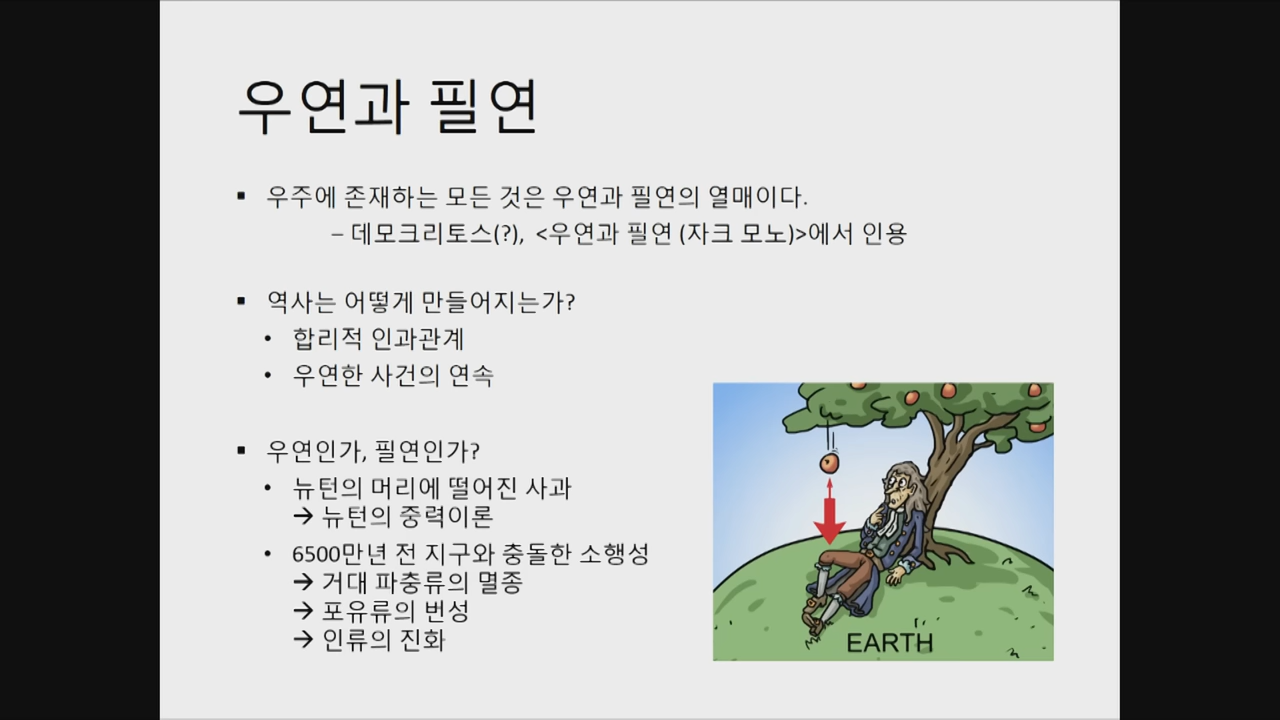 우연과 필연
▪ 우주에 존재하는 모든 것은 우연과 필연의 열매이다.
– 데모크리토스(?), <우연과 필연 (자크 모노)>에서 인용
▪ 역사는 어떻게 만들어지는가?
• 합리적 인과관계
• 우연한 사건의 연속
▪ 우연인가, 필연인가?
• 뉴턴의 머리에 떨어진 사과
→ 뉴턴의 중력이론
• 6500만년 전 지구와 충돌한 소행성
→ 거대 파충류의 멸종
→ 포유류의 번성
→ 인류의 진화
EARTH